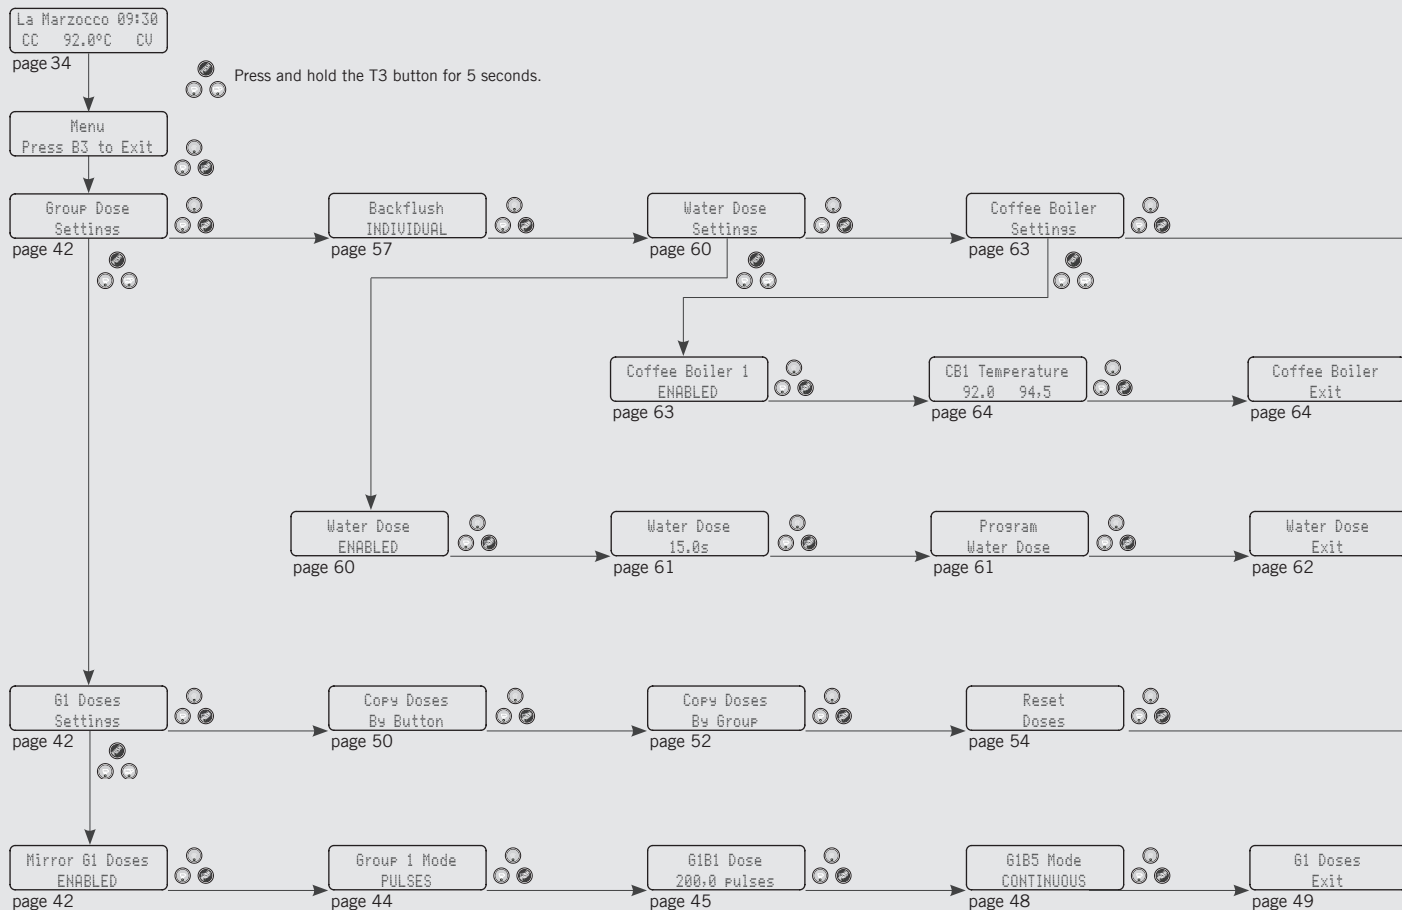 La Marzocco 09:30
CC 92.0ºC CV
page 34
Press and hold the T3 button for 5 seconds.
Menu
Press B3 to Exit
Group Dose
Settings
page 42
Backflush
INDIVIDUAL
page 57
Water Dose
Settings
page 60
Coffee Boiler
Settings
page 63
Coffee Boiler 1
ENABLED
page 63
CB1 Temperature
92.0 94,5
page 64
Coffee Boiler
Exit
page 64
Water Dose
ENABLED
page 60
Water Dose
15.0s
page 61
Program
Water Dose
page 61
Water Dose
Exit
page 62
G1 Doses
Settings
page 42
Copy Doses
By Button
page 50
Copy Doses
By Group
page 52
Reset
Doses
page 54
Mirror G1 Doses
ENABLED
page 42
Group 1 Mode
PULSES
page 44
G1B1 Dose
200,0 pulses
page 45
G1B5 Mode
CONTINUOUS
page 48
G1 Doses
Exit
page 49